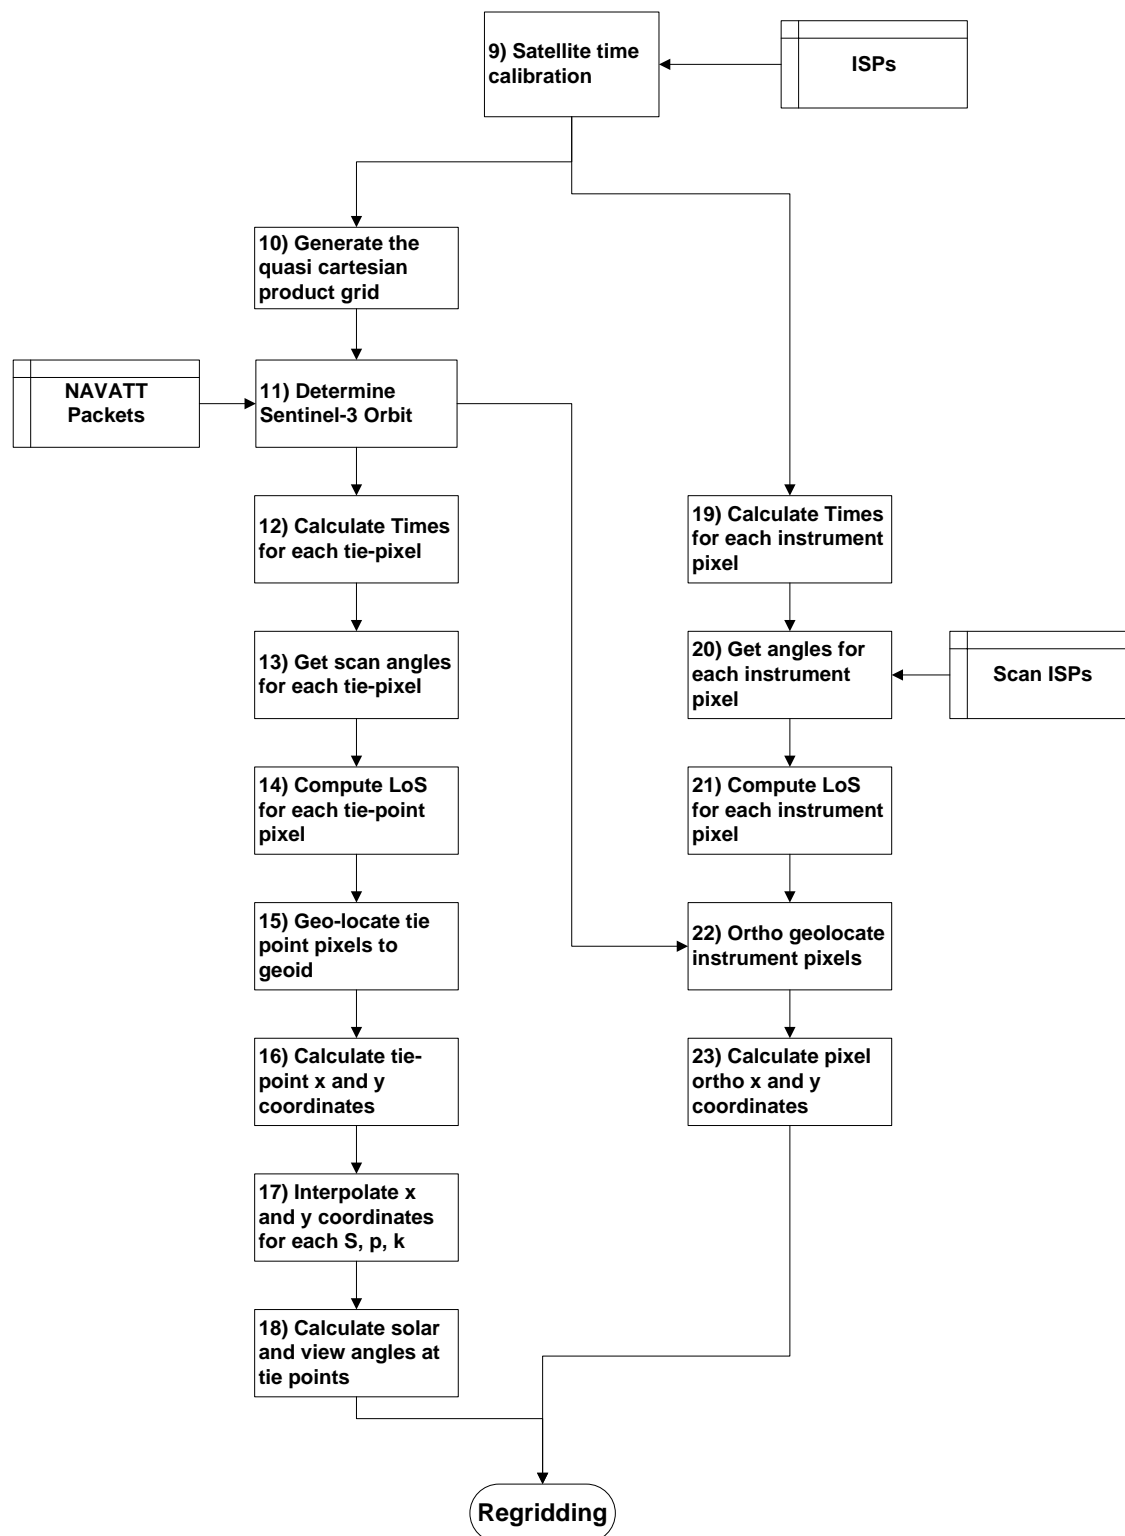 9) Satellite time
calibration
ISPs
10) Generate the
quasi cartesian
product grid
NAVATT
Packets
11) Determine
Sentinel-3 Orbit
12) Calculate Times
for each tie-pixel
13) Get scan angles
for each tie-pixel
14) Compute LoS
for each tie-point
pixel
15) Geo-locate tie
point pixels to
geoid
16) Calculate tie-
point x and y
coordinates
17) Interpolate x
and y coordinates
for each S, p, k
18) Calculate solar
and view angles at
tie points
19) Calculate Times
for each instrument
pixel
20) Get angles for
each instrument
pixel
Scan ISPs
21) Compute LoS
for each instrument
pixel
22) Ortho geolocate
instrument pixels
23) Calculate pixel
ortho x and y
coordinates
Regridding